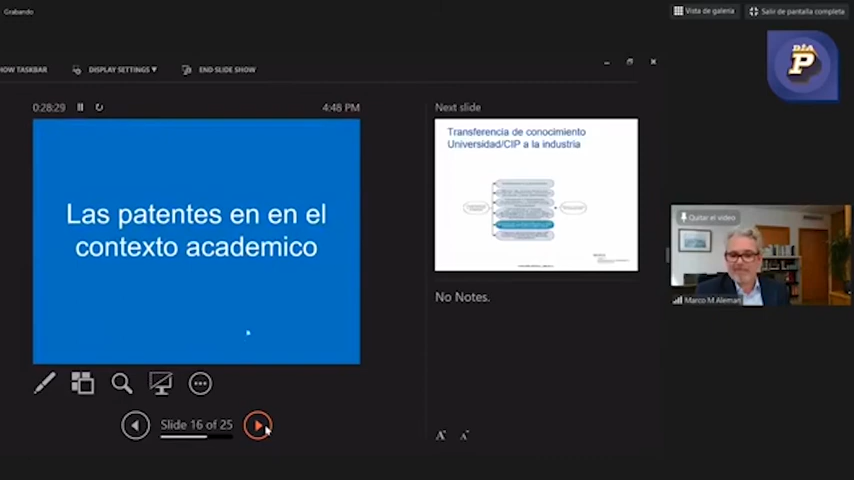 Grabando
Vista de galería
Salir de pantalla completa
DÍA
P
HOW TASKBAR
DISPLAY SETTINGS ▼
END SLIDE SHOW
0:28:29
4:48 PM
Next slide
Las patentes en en el
contexto academico
Transferencia de conocimiento
Universidad/CIP a la industria
Quitar el video
Marco M Aleman
No Notes.
Slide 16 of 25
A
A